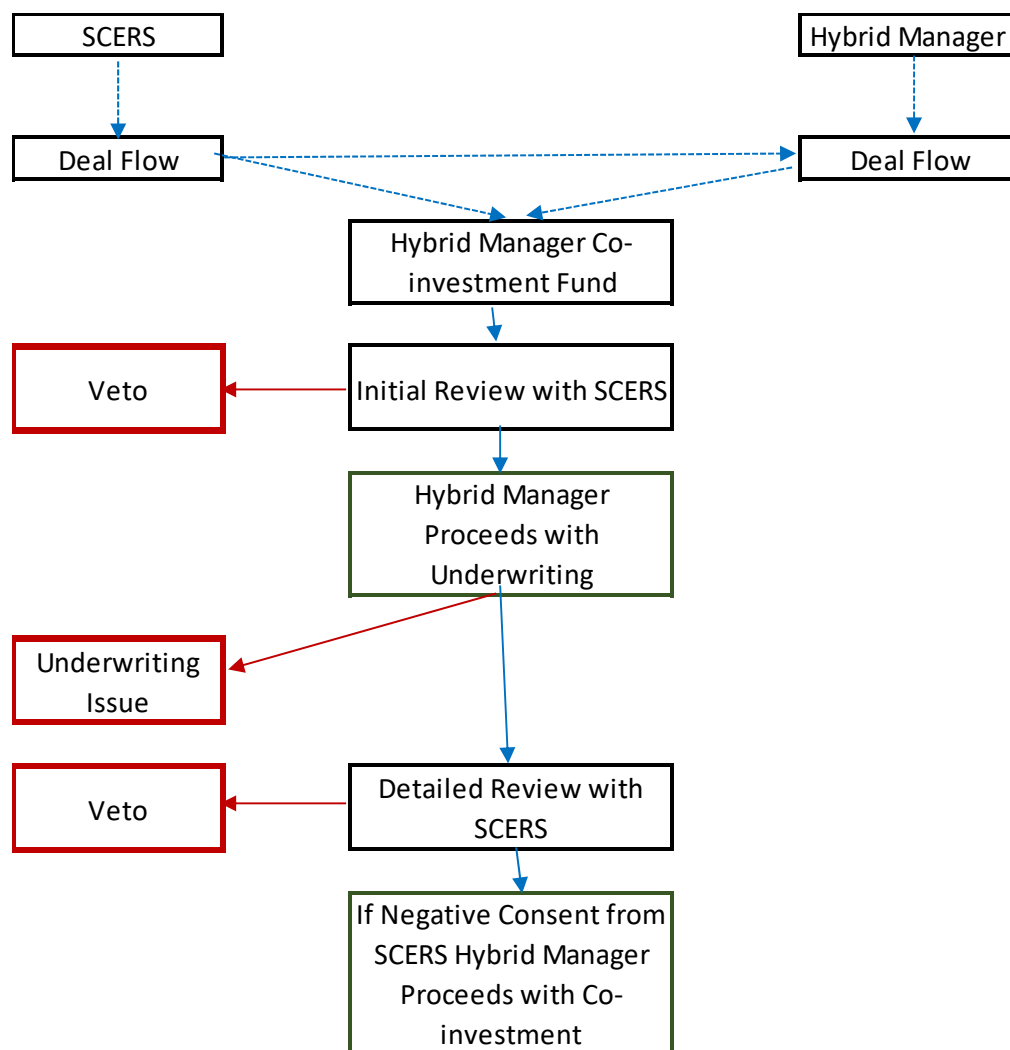 SCERS
Hybrid Manager
Deal Flow
Deal Flow
Hybrid Manager Co-
investment Fund
Veto
Initial Review with SCERS
Hybrid Manager
Proceeds with
Underwriting
Underwriting
Issue
Veto
Detailed Review with
SCERS
If Negative Consent from
SCERS Hybrid Manager
Proceeds with Co-
investment